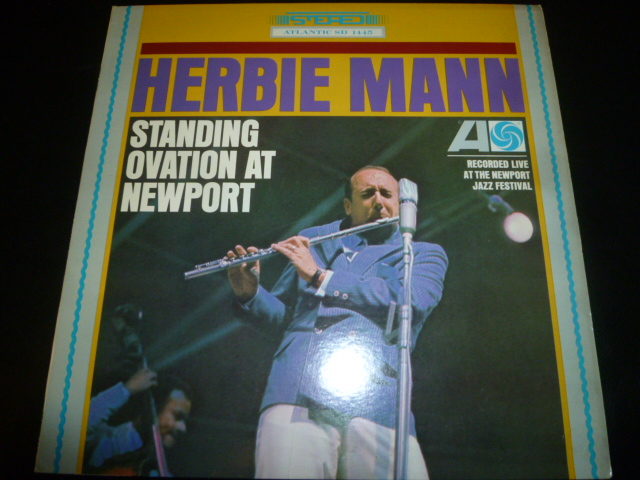 STEREO
ATLANTIC SD 1445
HERBIE MANN
STANDING
OVATION AT
NEWPORT
A
RECORDED LIVE
AT THE NEWPORT
JAZZ FESTIVAL